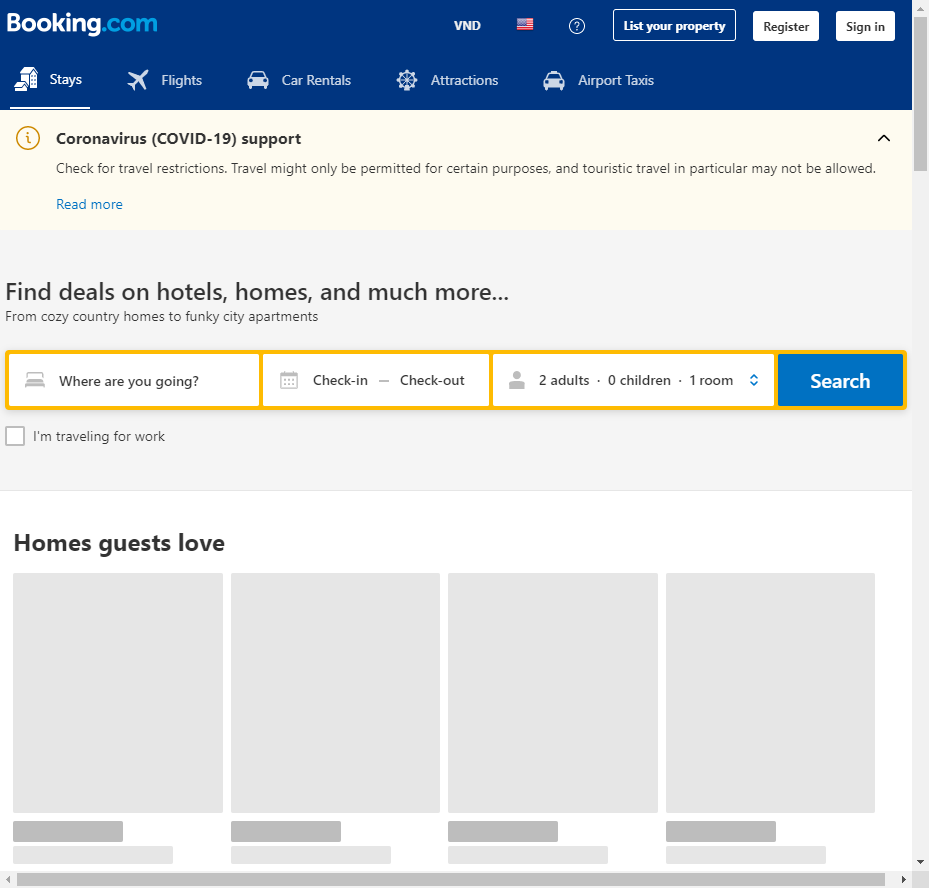 Booking.com
VND
List your property
Register
Sign in
Stays
Flights
Car Rentals
Attractions
Airport Taxis
Coronavirus (COVID-19) support
Check for travel restrictions. Travel might only be permitted for certain purposes, and touristic travel in particular may not be allowed.
Read more
Find deals on hotels, homes, and much more...
From cozy country homes to funky city apartments
Where are you going?
Check-in — Check-out
2 adults · 0 children · 1 room
Search
I'm traveling for work
Homes guests love